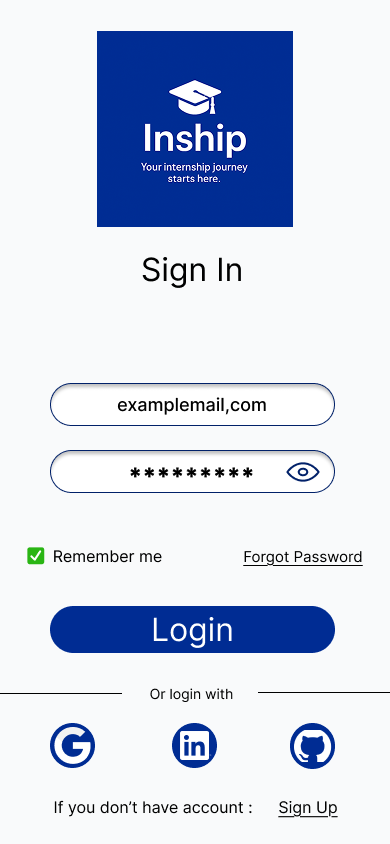 Inship
Your internship journey
starts here.
Sign In
examplemail,com
*********
Remember me
Forgot Password
Login
Or login with
G
in
If you don’t have account :
Sign Up